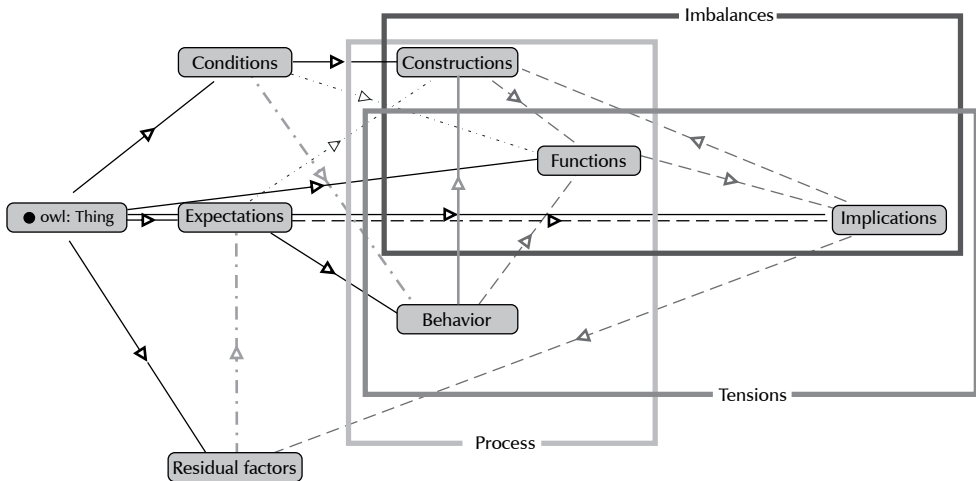 Imbalances
Conditions
Constructions
Functions
● owl: Thing
Expectations
Implications
Behavior
Tensions
Process
Residual factors